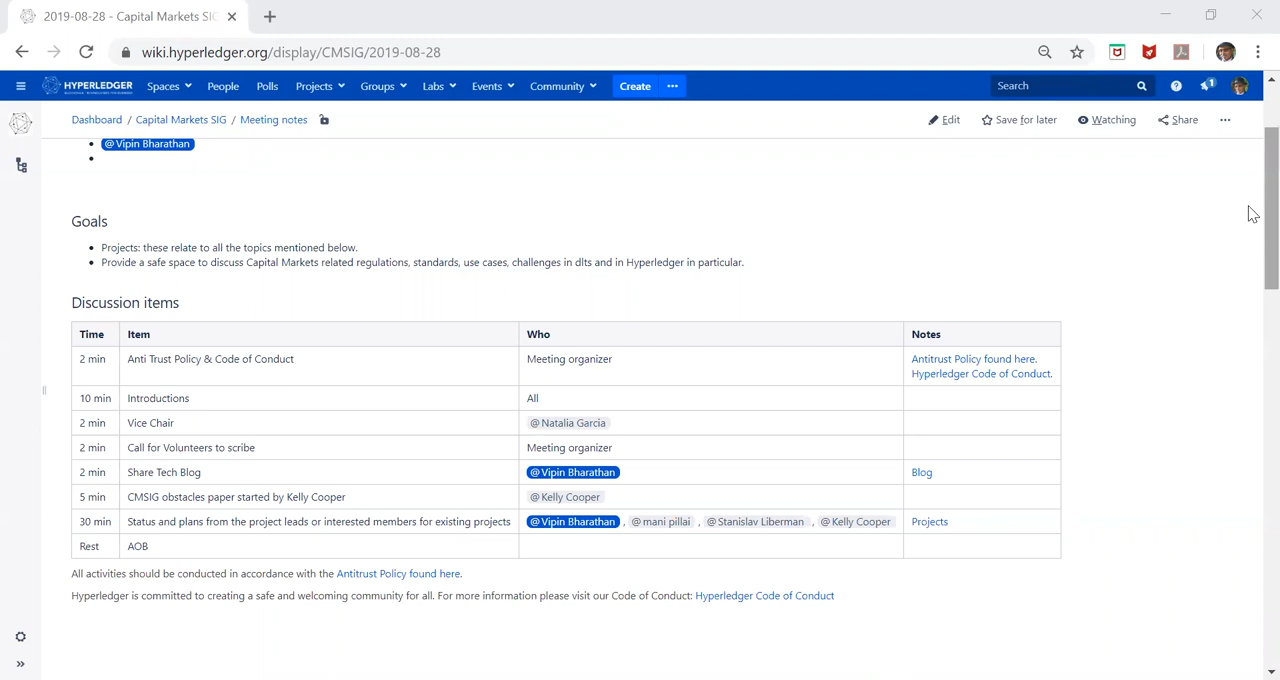 2019-08-28 - Capital Markets SIG
wiki.hyperledger.org/display/CMSIG/2019-08-28
HYPERLEDGER Spaces People Polls Projects Groups Labs Events Community Create ••• Search 1
Dashboard / Capital Markets SIG / Meeting notes Edit Save for later Watching Share •••
@Vipin Bharathan
Goals
Projects: these relate to all the topics mentioned below.
Provide a safe space to discuss Capital Markets related regulations, standards, use cases, challenges in dlts and in Hyperledger in particular.
Discussion items
Time Item Who Notes
2 min Anti Trust Policy & Code of Conduct Meeting organizer Antitrust Policy found here.
Hyperledger Code of Conduct.
10 min Introductions All
2 min Vice Chair @Natalia Garcia
2 min Call for Volunteers to scribe Meeting organizer
2 min Share Tech Blog @Vipin Bharathan Blog
5 min CMSIG obstacles paper started by Kelly Cooper @Kelly Cooper
30 min Status and plans from the project leads or interested members for existing projects @Vipin Bharathan , @mani pillai , @Stanislav Liberman , @Kelly Cooper Projects
Rest AOB
All activities should be conducted in accordance with the Antitrust Policy found here.
Hyperledger is committed to creating a safe and welcoming community for all. For more information please visit our Code of Conduct: Hyperledger Code of Conduct